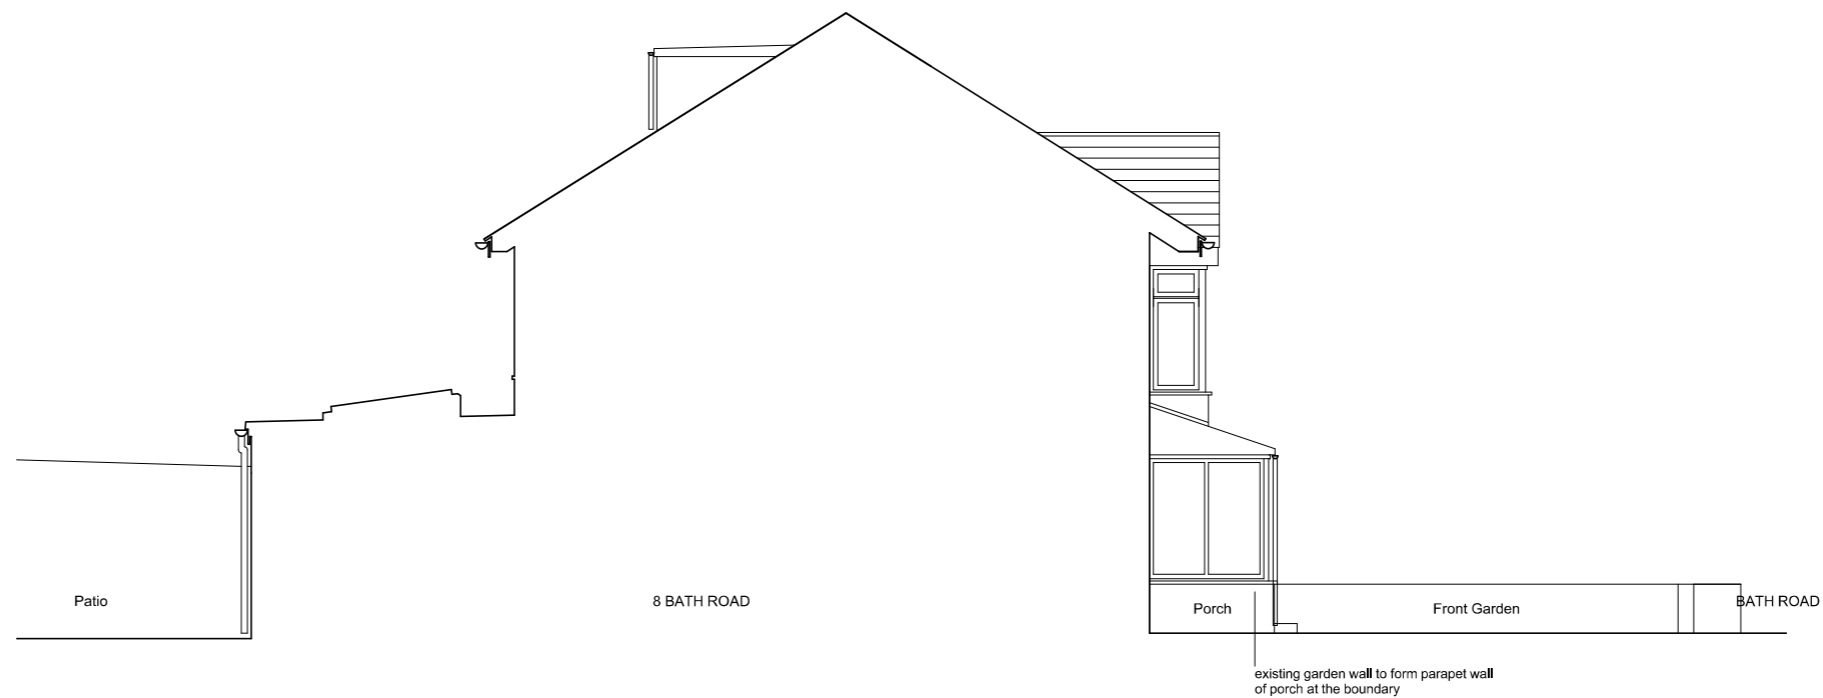 Patio
8 BATH ROAD
Porch
Front Garden
BATH ROAD
existing garden wall to form parapet wall
of porch at the boundary